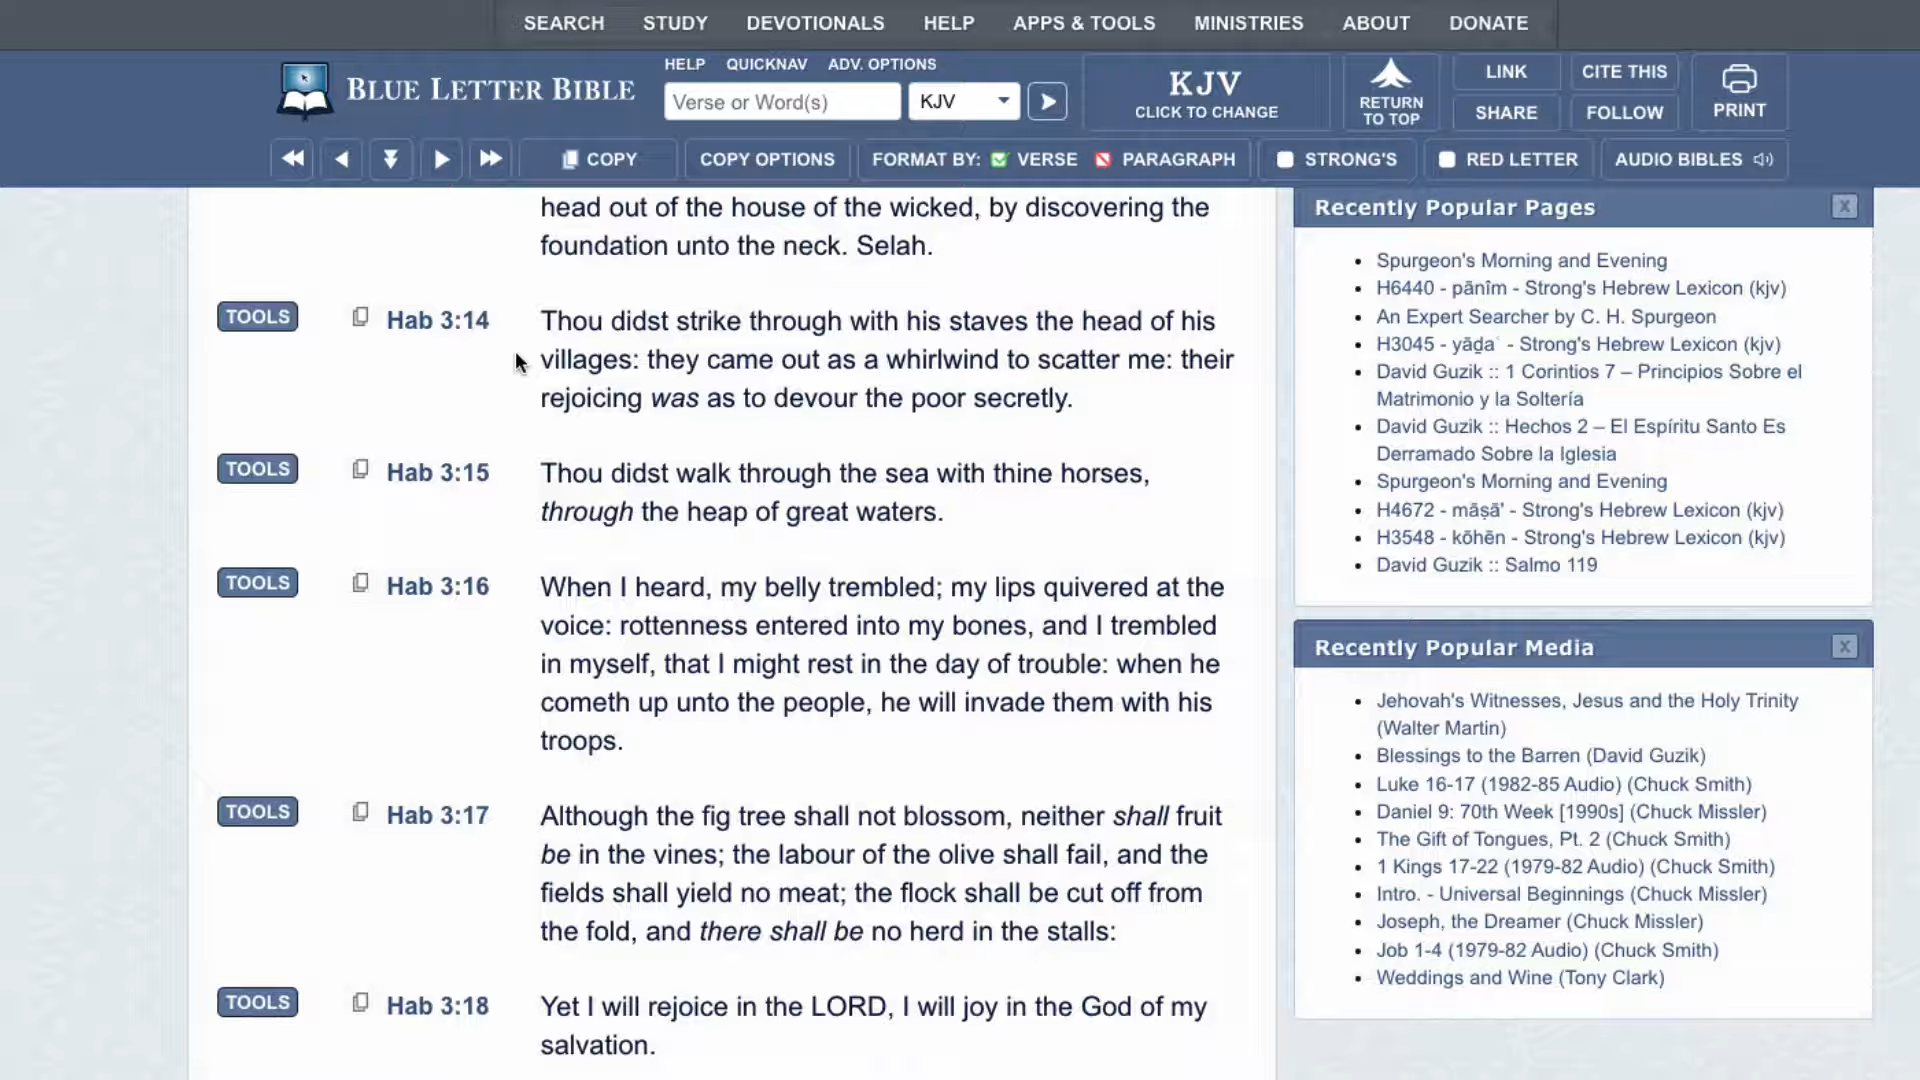 SEARCH STUDY DEVOTIONALS HELP APPS & TOOLS MINISTRIES ABOUT DONATE
BLUE LETTER BIBLE
HELP QUICKNAV ADV. OPTIONS
Verse or Word(s) KJV
KJV
CLICK TO CHANGE
RETURN
TO TOP
LINK CITE THIS
SHARE FOLLOW
PRINT
COPY COPY OPTIONS FORMAT BY: VERSE PARAGRAPH STRONG'S RED LETTER AUDIO BIBLES
head out of the house of the wicked, by discovering the
foundation unto the neck. Selah.
TOOLS Hab 3:14 Thou didst strike through with his staves the head of his
villages: they came out as a whirlwind to scatter me: their
rejoicing was as to devour the poor secretly.
TOOLS Hab 3:15 Thou didst walk through the sea with thine horses,
through the heap of great waters.
TOOLS Hab 3:16 When I heard, my belly trembled; my lips quivered at the
voice: rottenness entered into my bones, and I trembled
in myself, that I might rest in the day of trouble: when he
cometh up unto the people, he will invade them with his
troops.
TOOLS Hab 3:17 Although the fig tree shall not blossom, neither shall fruit
be in the vines; the labour of the olive shall fail, and the
fields shall yield no meat; the flock shall be cut off from
the fold, and there shall be no herd in the stalls:
TOOLS Hab 3:18 Yet I will rejoice in the LORD, I will joy in the God of my
salvation.
Recently Popular Pages X
Spurgeon's Morning and Evening
H6440 - pānîm - Strong's Hebrew Lexicon (kjv)
An Expert Searcher by C. H. Spurgeon
H3045 - yāḏaʿ - Strong's Hebrew Lexicon (kjv)
David Guzik :: 1 Corintios 7 – Principios Sobre el
Matrimonio y la Soltería
David Guzik :: Hechos 2 – El Espíritu Santo Es
Derramado Sobre la Iglesia
Spurgeon's Morning and Evening
H4672 - māṣā' - Strong's Hebrew Lexicon (kjv)
H3548 - kōhēn - Strong's Hebrew Lexicon (kjv)
David Guzik :: Salmo 119
Recently Popular Media X
Jehovah's Witnesses, Jesus and the Holy Trinity
(Walter Martin)
Blessings to the Barren (David Guzik)
Luke 16-17 (1982-85 Audio) (Chuck Smith)
Daniel 9: 70th Week [1990s] (Chuck Missler)
The Gift of Tongues, Pt. 2 (Chuck Smith)
1 Kings 17-22 (1979-82 Audio) (Chuck Smith)
Intro. - Universal Beginnings (Chuck Missler)
Joseph, the Dreamer (Chuck Missler)
Job 1-4 (1979-82 Audio) (Chuck Smith)
Weddings and Wine (Tony Clark)